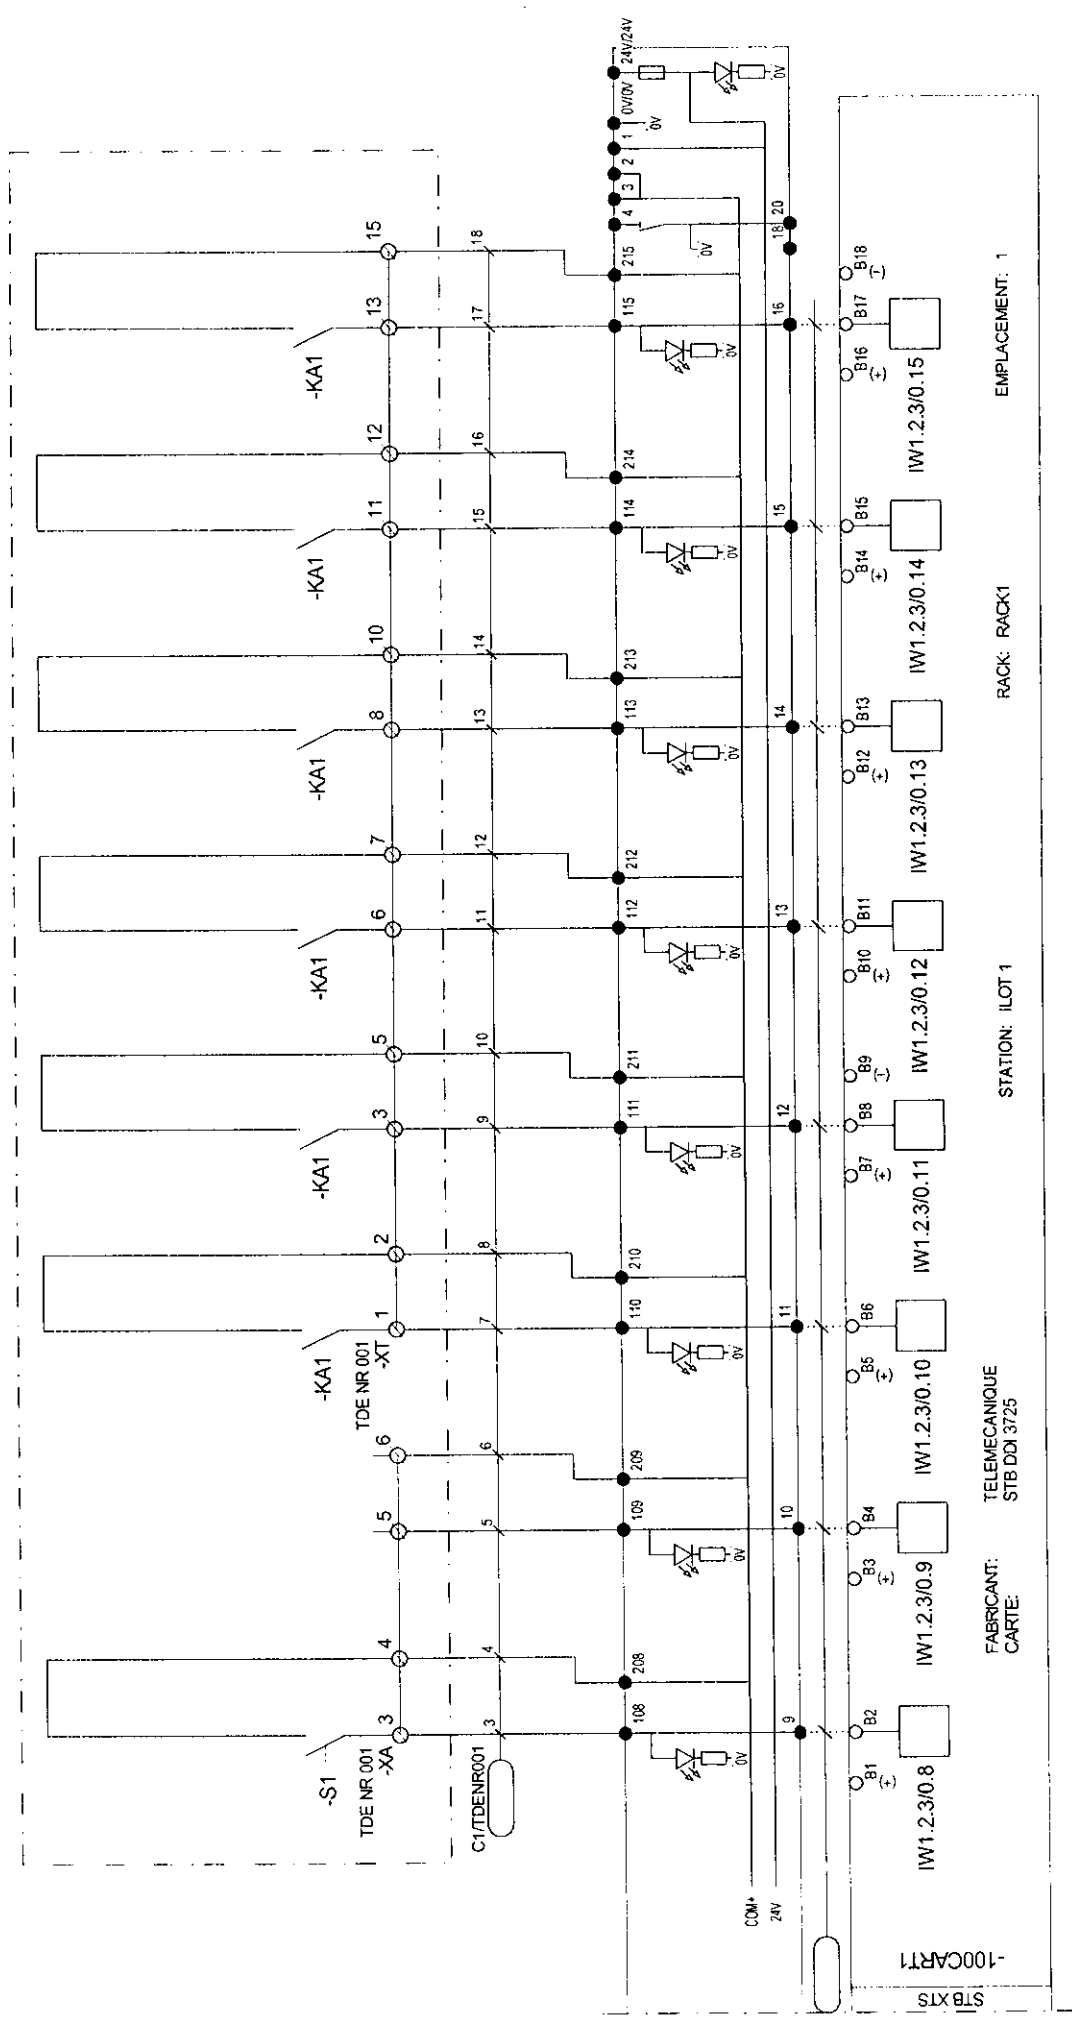 -S1 -KA1 -KA1 -KA1 -KA1 -KA1 -KA1
TDE NR 001 TDE NR 001
-XA 3 4 5 6 -XT 1 2 3 5 6 7 8 10 11 12 13 15
C1/TDENR001 3 4 5 6 7 8 9 10 11 12 13 14 15 16 17 18
108 208 109 209 110 210 111 211 112 212 113 213 114 214 115 215 4 3 2 1 0V/0V 24V/24V
0V
0V
0V 0V 0V 0V 0V 0V 0V 0V
COM+
24V 0V
9 10 11 12 13 14 15 16 18 20
B1 B2 B3 B4 B5 B6 B7 B8 B9 B10 B11 B12 B13 B14 B15 B16 B17 B18
(+) (+) (+) (+) (-) (+) (+) (+) (+) (-)
-100CART1
STB XTS
IW1.2.3/0.8 IW1.2.3/0.9 IW1.2.3/0.10 IW1.2.3/0.11 IW1.2.3/0.12 IW1.2.3/0.13 IW1.2.3/0.14 IW1.2.3/0.15
FABRICANT: TELEMECANIQUE STATION: ILOT 1 RACK: RACK1 EMPLACEMENT: 1
CARTE: STB DDI 3725